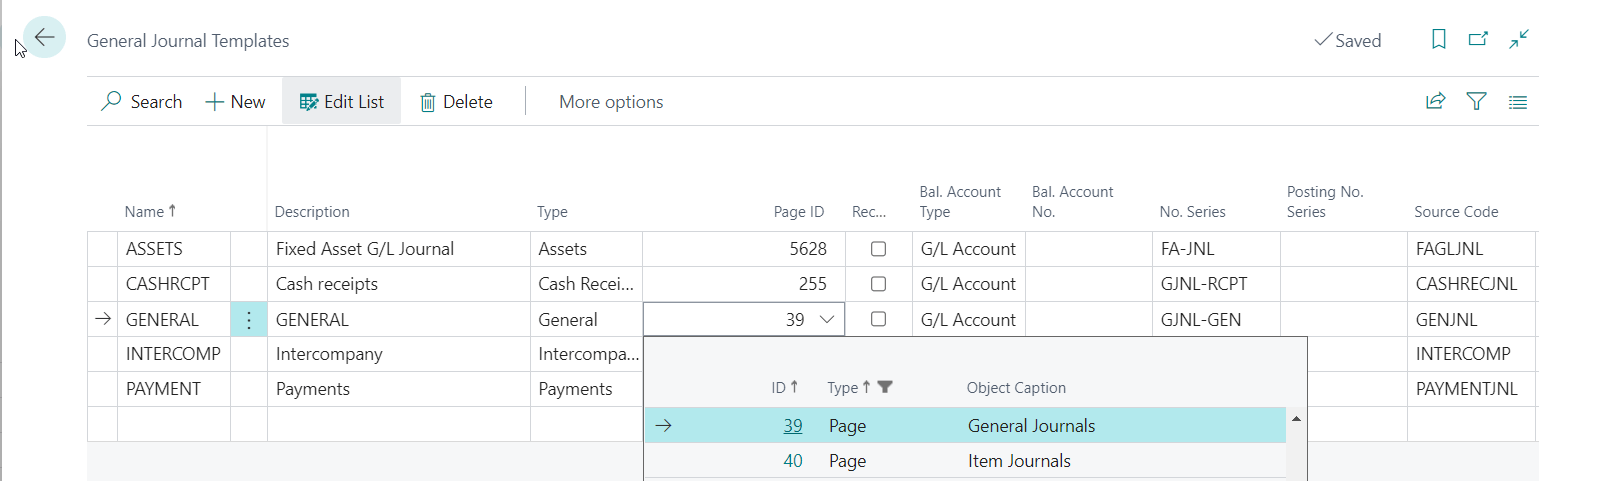 General Journal Templates
Saved
Search
New
Edit List
Delete
More options
Name Description Type Page ID Rec... Bal. Account Type Bal. Account No. No. Series Posting No. Series Source Code
ASSETS Fixed Asset G/L Journal Assets 5628 G/L Account FA-JNL FAGLJNL
CASHRCPT Cash receipts Cash Recei... 255 G/L Account GJNL-RCPT CASHRECJNL
GENERAL GENERAL General 39 G/L Account GJNL-GEN GENJNL
INTERCOMP Intercompany Intercompa... INTERCOMP
PAYMENT Payments Payments PAYMENTJNL
ID Type Object Caption
39 Page General Journals
40 Page Item Journals